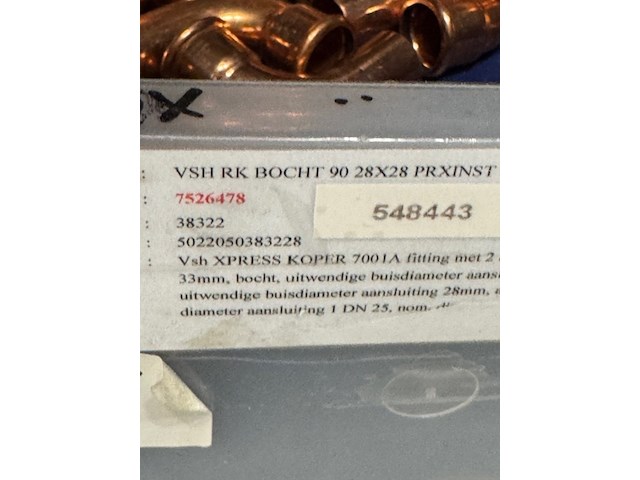 X
: VSH RK BOCHT 90 28X28 PRXINST
: 7526478
548443
: 38322
: 5022050383228
: Vsh XPRESS KOPER 7001A fitting met 2
33mm, bocht, uitwendige buisdiameter aansl
uitwendige buisdiameter aansluiting 28mm, a
diameter aansluiting 1 DN 25, nom.